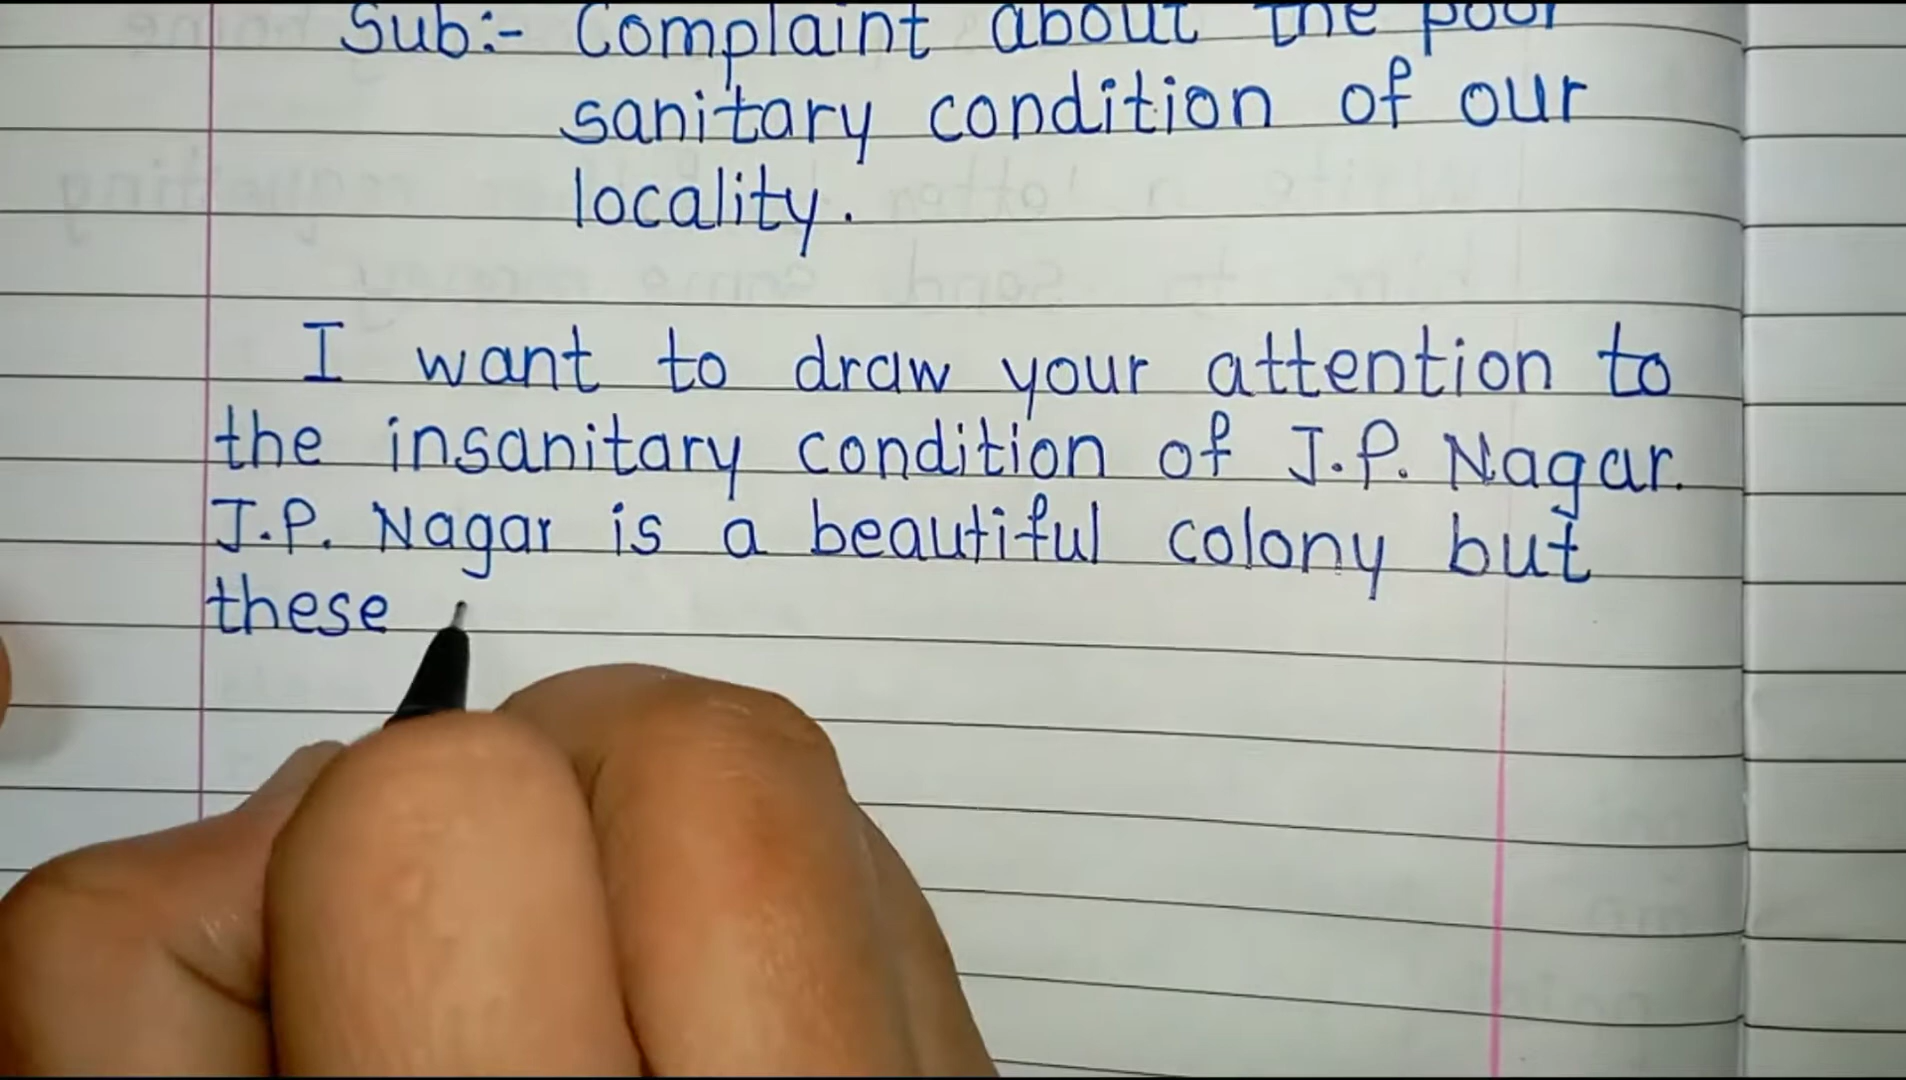 Sub:- Complaint about the poor
sanitary condition of our
locality.
I want to draw your attention to
the insanitary condition of J.P. Nagar.
J.P. Nagar is a beautiful colony but
these